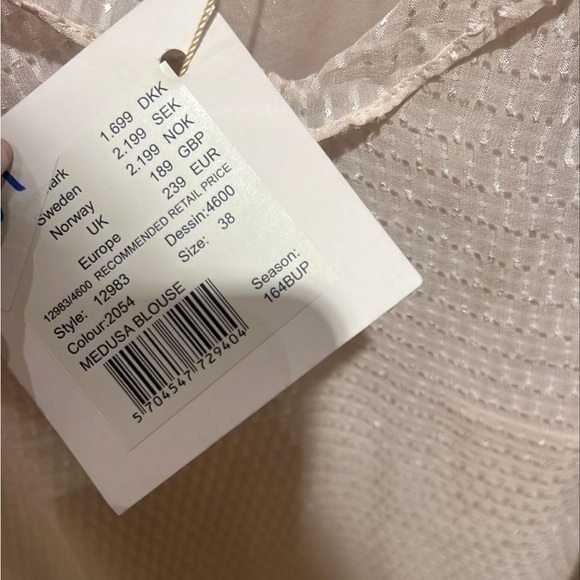 1.699 DKK
Sweden 2.199 SEK
Norway 2.199 NOK
UK 189 GBP
Europe 239 EUR
12983/4600 RECOMMENDED RETAIL PRICE
Style: 12983 Dessin:4600
Colour:2054 Size: 38
MEDUSA BLOUSE
Season:
164BUP
5 704547 729404